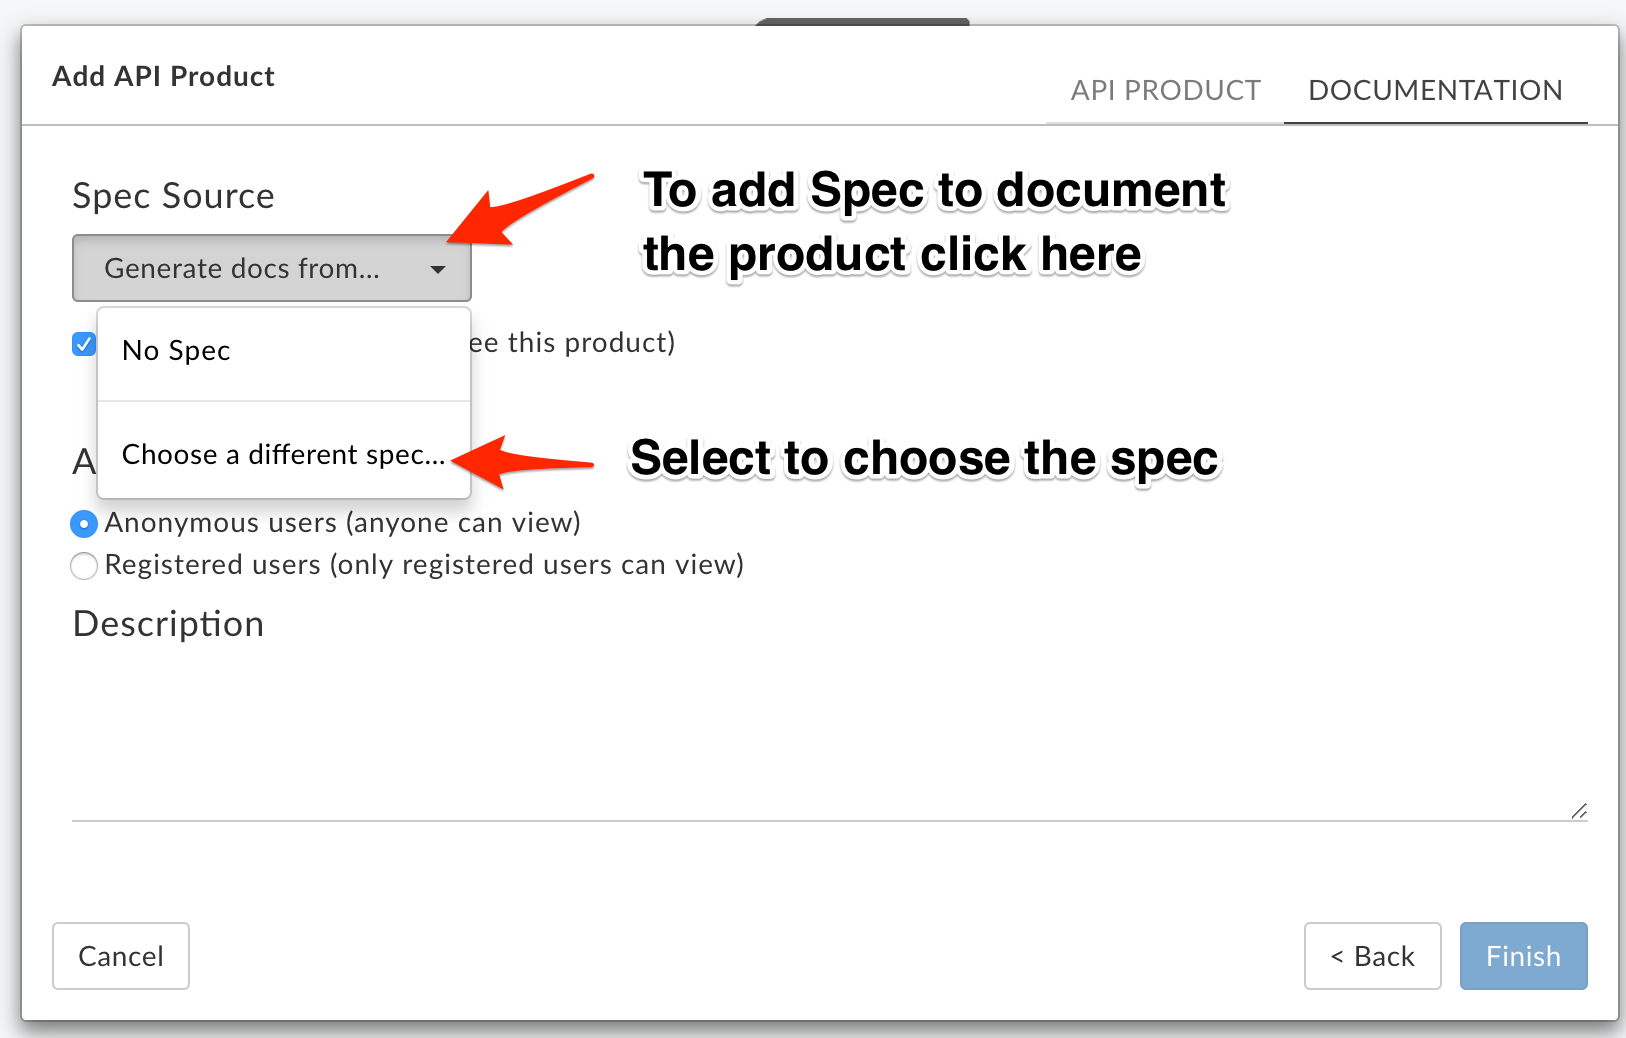 Add API Product
API PRODUCT
DOCUMENTATION
Spec Source
To add Spec to document
the product click here
Generate docs from...
No Spec
ee this product)
Choose a different spec...
Select to choose the spec
A
Anonymous users (anyone can view)
Registered users (only registered users can view)
Description
Cancel
< Back
Finish